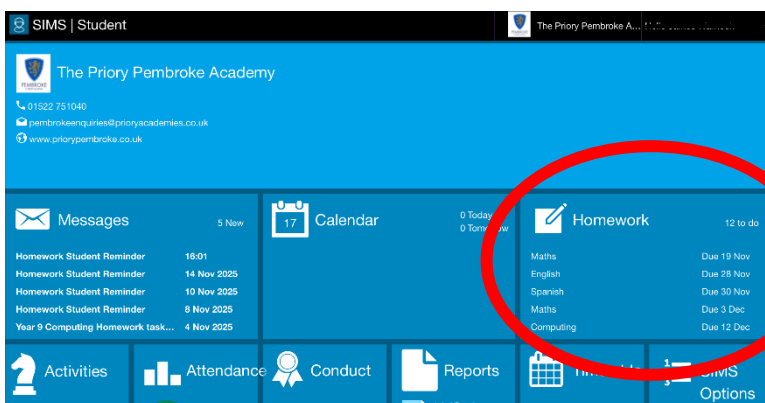 SIMS | Student
The Priory Pembroke A...
The Priory Pembroke Academy
PEMBROKE
01522 751040
pembrokeenquiries@prioryacademies.co.uk
www.priorypembroke.co.uk
Messages 5 New
Homework Student Reminder 16:01
Homework Student Reminder 14 Nov 2025
Homework Student Reminder 10 Nov 2025
Homework Student Reminder 8 Nov 2025
Year 9 Computing Homework task... 4 Nov 2025
17 Calendar 0 Today
0
Homework 12 to do
Maths Due 19 Nov
English Due 28 Nov
Spanish Due 30 Nov
Maths Due 3 Dec
Computing Due 12 Dec
Activities
Attendance
Conduct
Reports
1
3
SIMS
Options